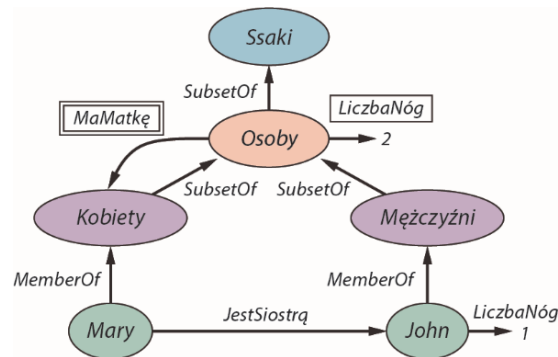 Ssaki
SubsetOf
MaMatkę
LiczbaNóg
Osoby
2
SubsetOf
SubsetOf
Kobiety
Mężczyźni
MemberOf
MemberOf
JestSiostrą
LiczbaNóg
Mary
John
1